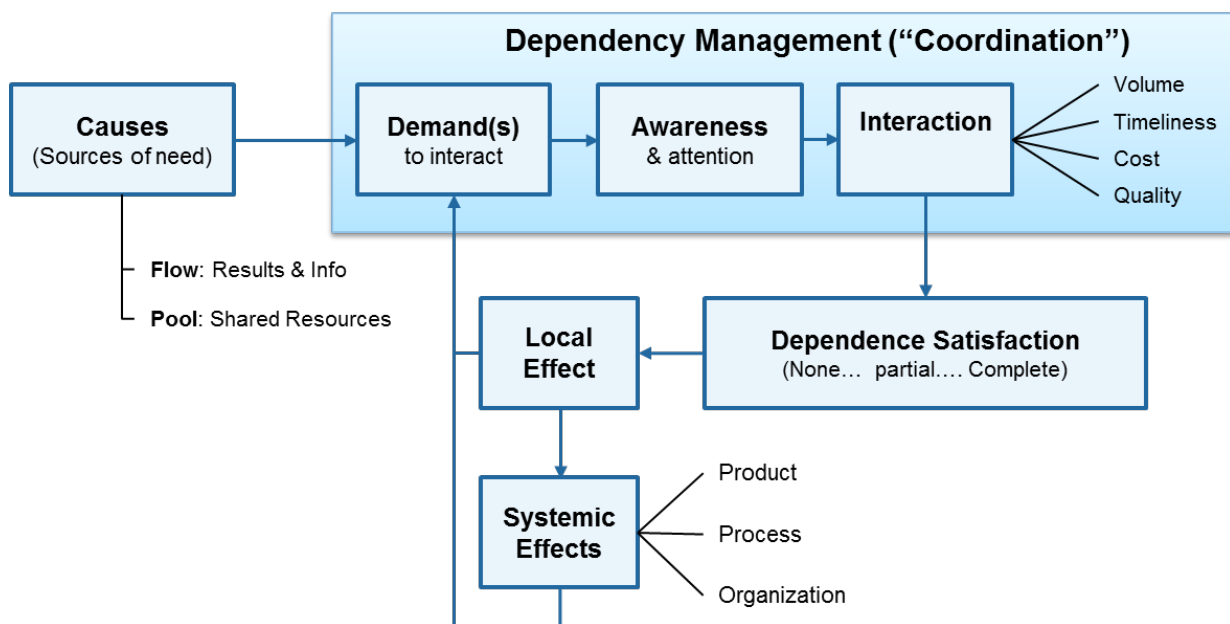 Dependency Management (“Coordination”)
Causes
(Sources of need)
Demand(s)
to interact
Awareness
& attention
Interaction
Volume
Timeliness
Cost
Quality
Flow: Results & Info
Pool: Shared Resources
Local
Effect
Dependence Satisfaction
(None… partial…. Complete)
Systemic
Effects
Product
Process
Organization